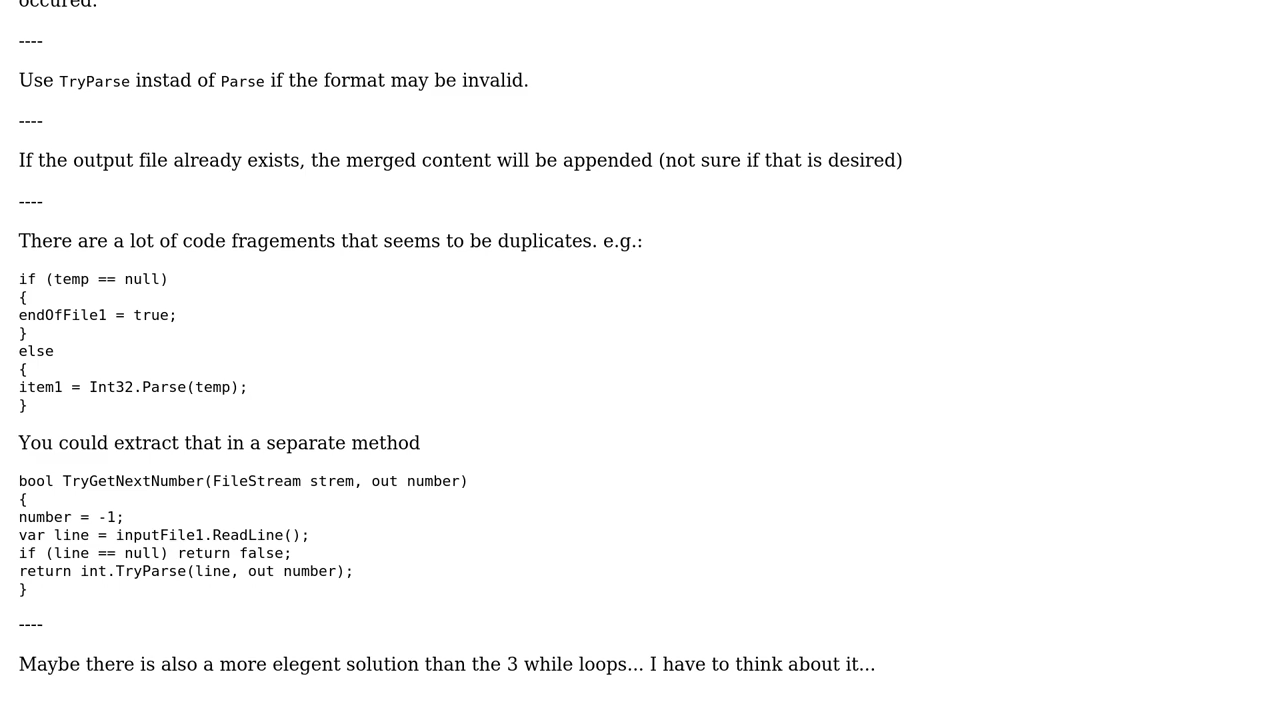 occured.
----
Use TryParse instad of Parse if the format may be invalid.
----
If the output file already exists, the merged content will be appended (not sure if that is desired)
----
There are a lot of code fragements that seems to be duplicates. e.g.:
if (temp == null)
{
endOfFile1 = true;
}
else
{
item1 = Int32.Parse(temp);
}
You could extract that in a separate method
bool TryGetNextNumber(FileStream strem, out number)
{
number = -1;
var line = inputFile1.ReadLine();
if (line == null) return false;
return int.TryParse(line, out number);
}
----
Maybe there is also a more elegent solution than the 3 while loops... I have to think about it...